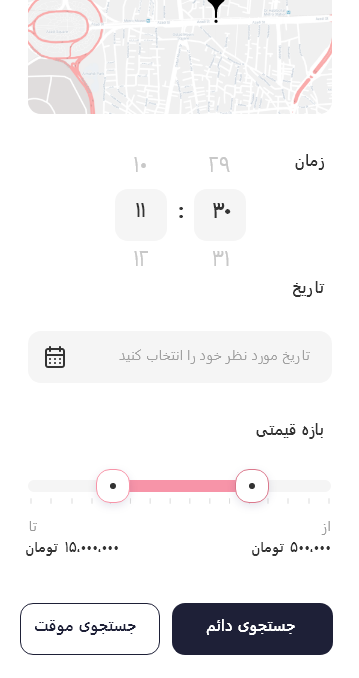 زمان
۲۹ ۱۰
۳۰ : ۱۱
۳۱ ۱۲
تاریخ
تاریخ مورد نظر خود را انتخاب کنید
بازه قیمتی
از تا
۵۰۰,۰۰۰ تومان ۱۵,۰۰۰,۰۰۰ تومان
جستجوی دائم جستجوی موقت